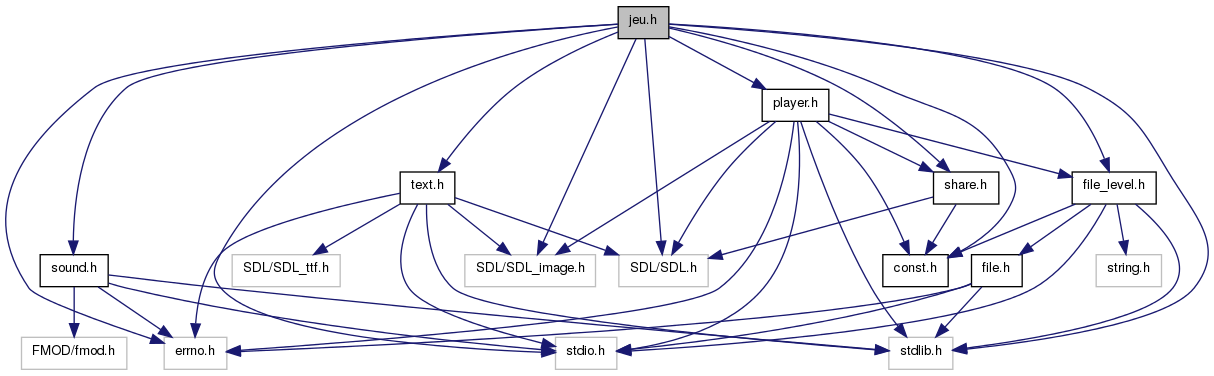 jeu.h
player.h
text.h
share.h
file_level.h
sound.h
SDL/SDL_ttf.h
SDL/SDL_image.h
SDL/SDL.h
const.h
file.h
string.h
FMOD/fmod.h
errno.h
stdio.h
stdlib.h